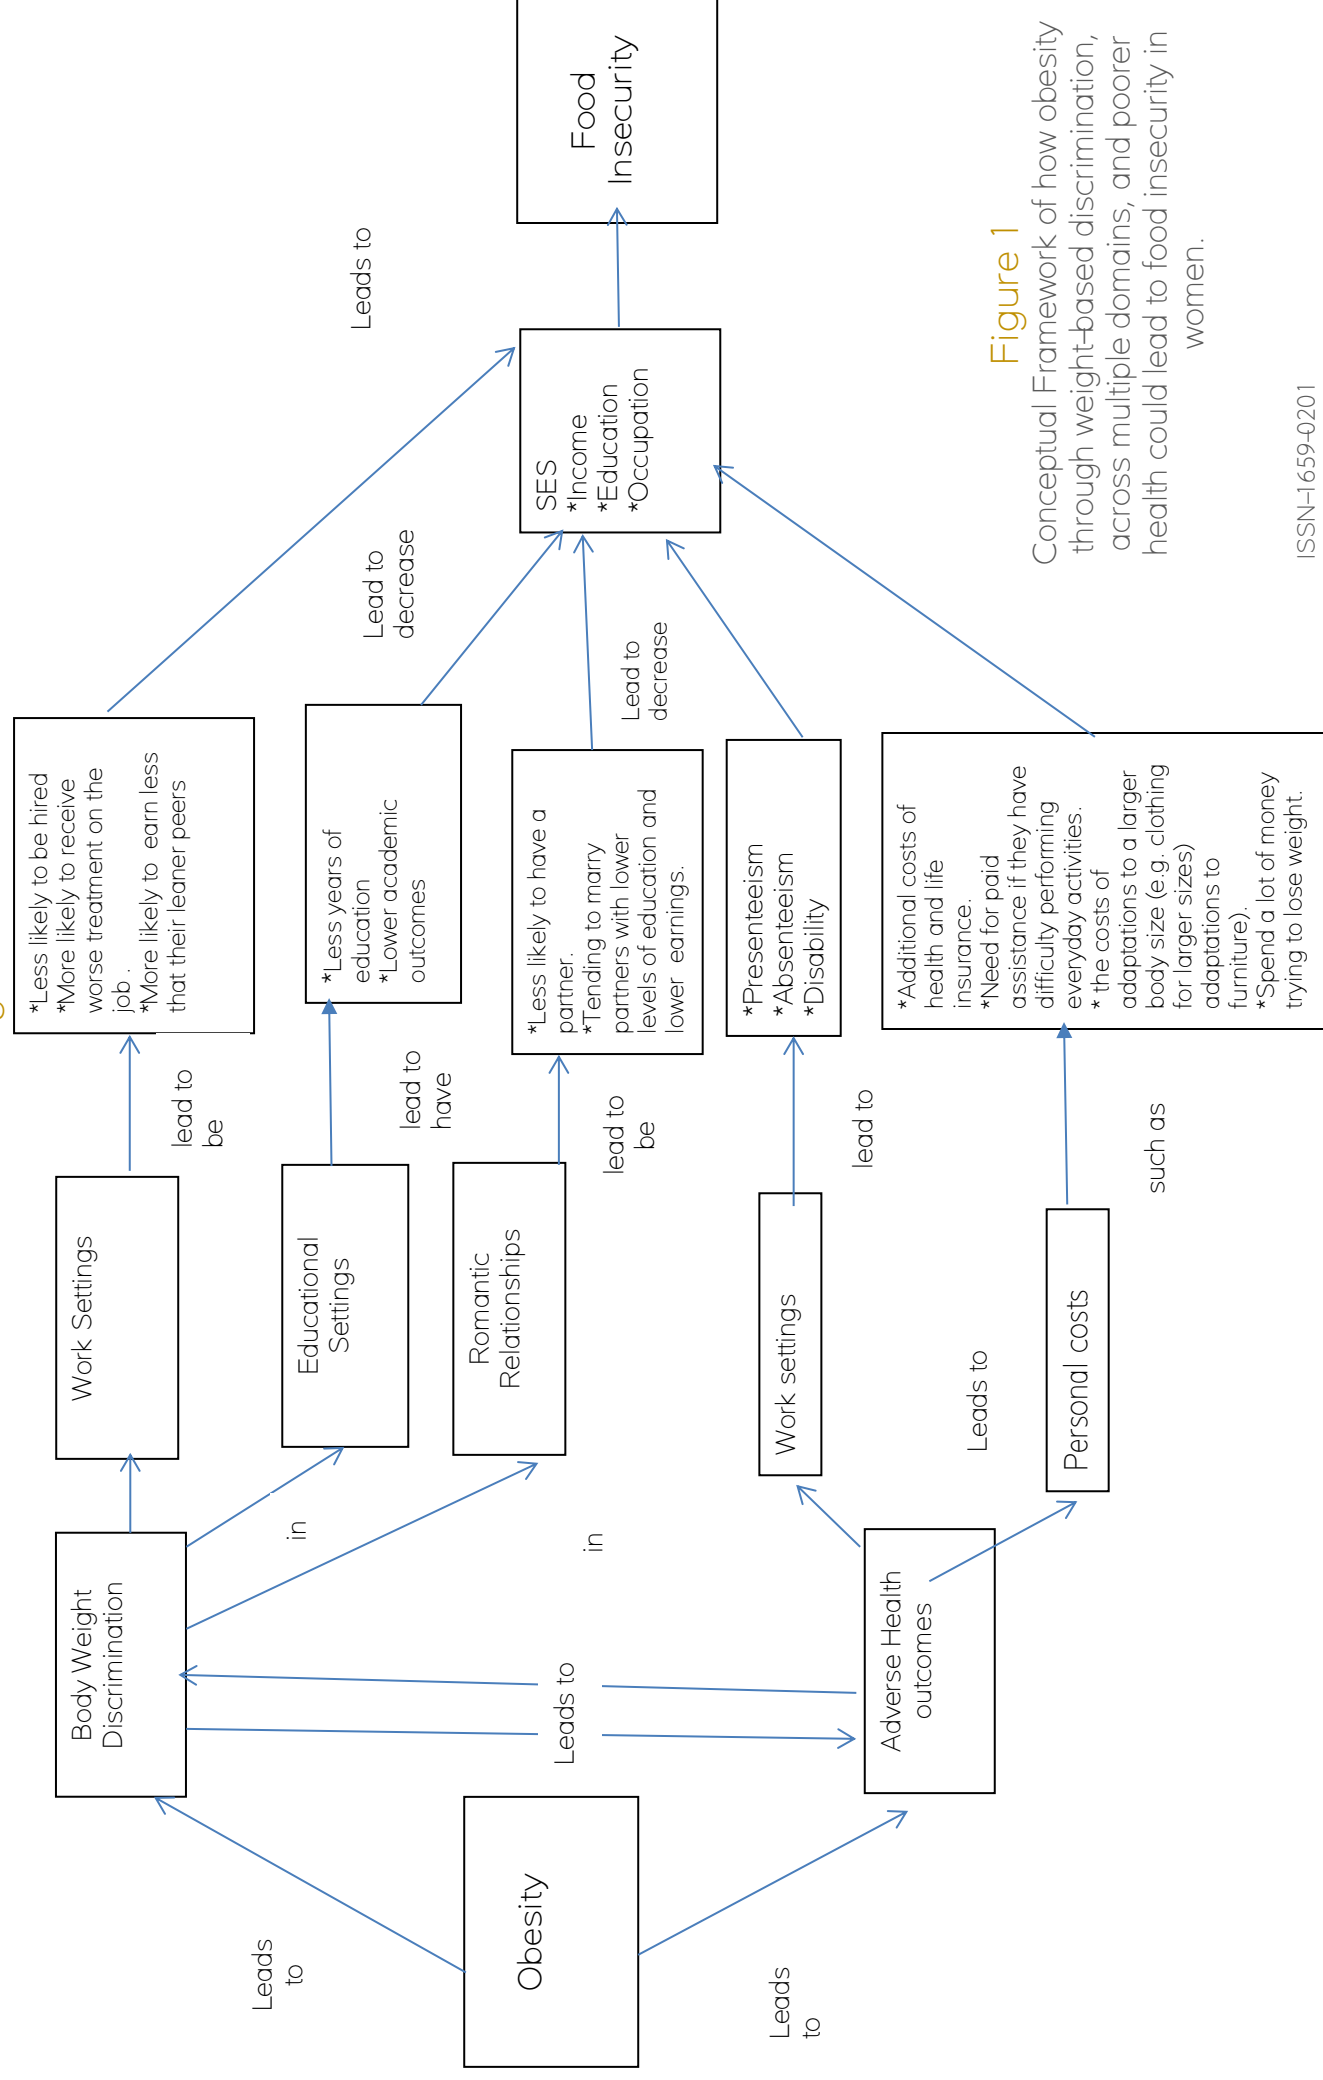 Obesity
Leads
to
Leads
to
Body Weight
Discrimination
Leads to
Adverse Health
outcomes
in
in
Leads to
Work Settings
Educational
Settings
Romantic
Relationships
Work settings
Personal costs
lead to
be
lead to
have
lead to
be
lead to
such as
*Less likely to be hired
*More likely to receive
worse treatment on the
job.
*More likely to earn less
that their leaner peers
*Less years of
education
*Lower academic
outcomes
*Less likely to have a
partner.
*Tending to marry
partners with lower
levels of education and
lower earnings.
*Presenteeism
*Absenteeism
*Disability
*Additional costs of
health and life
insurance.
*Need for paid
assistance if they have
difficulty performing
everyday activities.
* the costs of
adaptations to a larger
body size (e.g. clothing
for larger sizes)
adaptations to
furniture).
*Spend a lot of money
trying to lose weight.
Lead to
decrease
Lead to
decrease
Leads to
SES
*Income
*Education
*Occupation
Food
Insecurity
Figure 1
Conceptual Framework of how obesity
through weight-based discrimination,
across multiple domains, and poorer
health could lead to food insecurity in
women.
ISSN-1659-0201